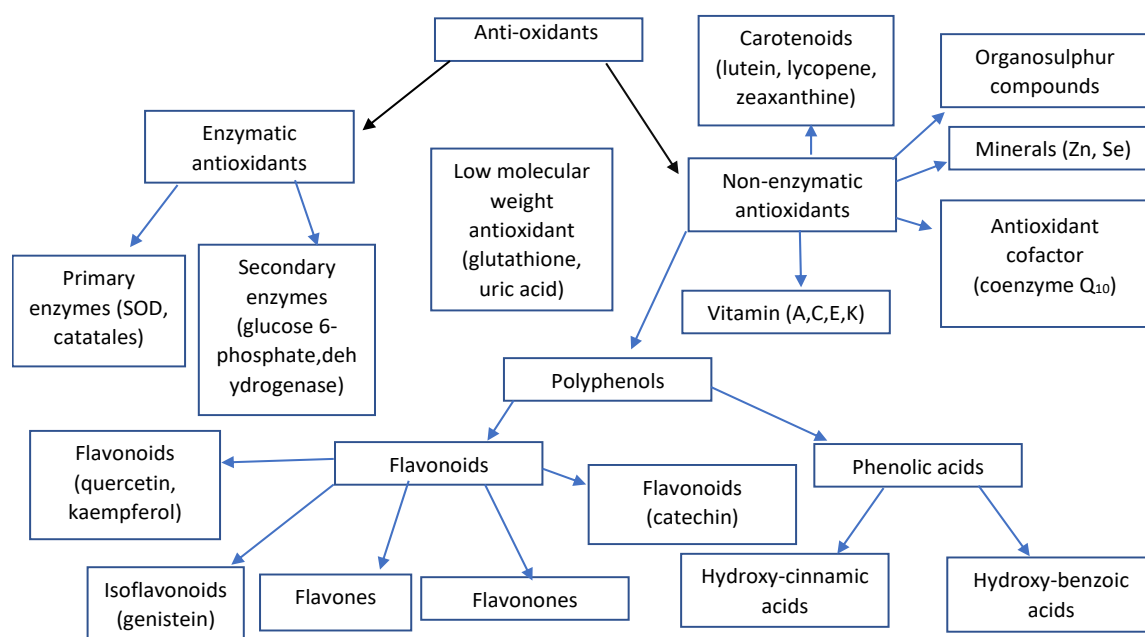 Anti-oxidants
Carotenoids
(lutein, lycopene,
zeaxanthine)
Organosulphur
compounds
Enzymatic
antioxidants
Low molecular
weight
antioxidant
(glutathione,
uric acid)
Non-enzymatic
antioxidants
Minerals (Zn, Se)
Antioxidant
cofactor
(coenzyme Q₁₀)
Primary
enzymes (SOD,
catatales)
Secondary
enzymes
(glucose 6-
phosphate,deh
ydrogenase)
Vitamin (A,C,E,K)
Polyphenols
Flavonoids
(quercetin,
kaempferol)
Flavonoids
Flavonoids
(catechin)
Phenolic acids
Isoflavonoids
(genistein)
Flavones
Flavonones
Hydroxy-cinnamic
acids
Hydroxy-benzoic
acids